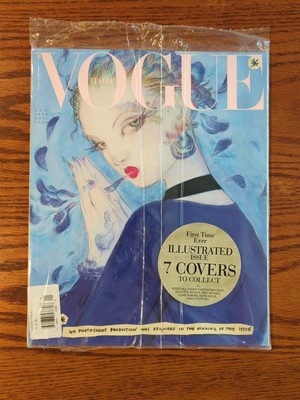 VOGUE
ITALIA
First Time
Ever
ILLUSTRATED
ISSUE
7 COVERS
TO COLLECT
NO PHOTOSHOOT PRODUCTION WAS REQUIRED IN THE MAKING OF THIS ISSUE